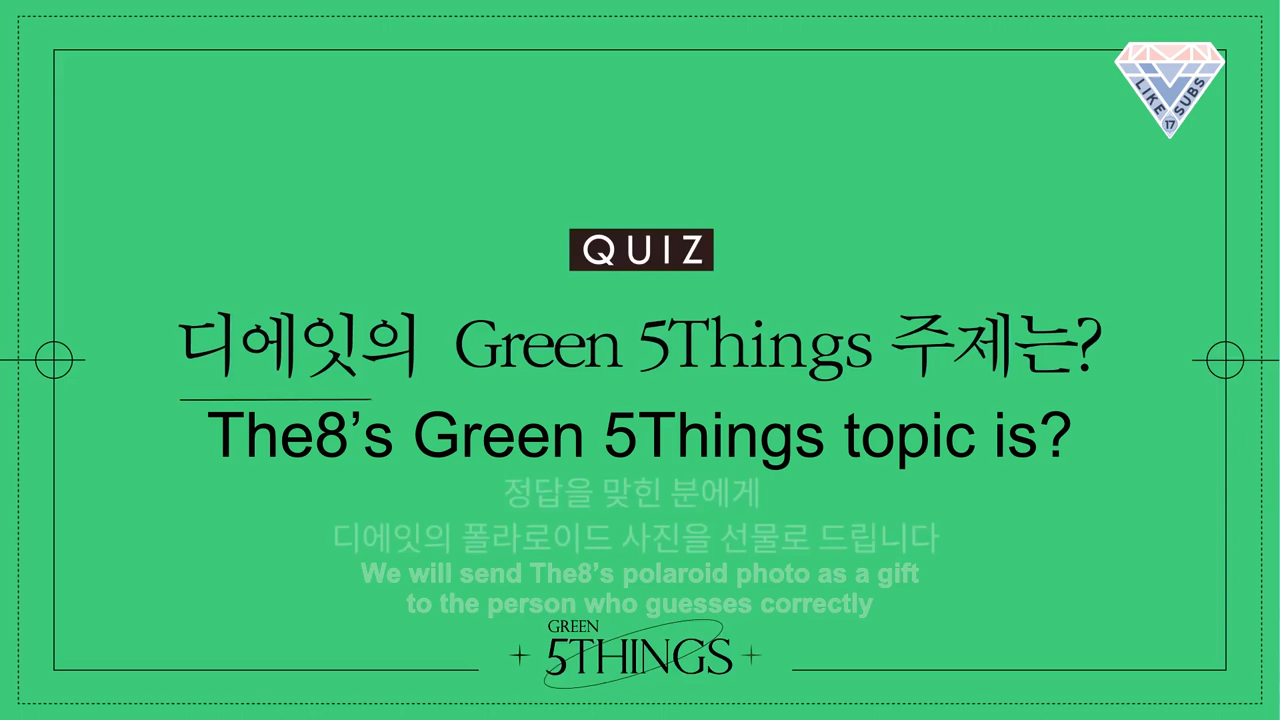 LIKE
17
SUBS
QUIZ
디에잇의 Green 5Things 주제는?
The8’s Green 5Things topic is?
정답을 맞힌 분에게
디에잇의 폴라로이드 사진을 선물로 드립니다
We will send The8’s polaroid photo as a gift
to the person who guesses correctly
GREEN
5THINGS